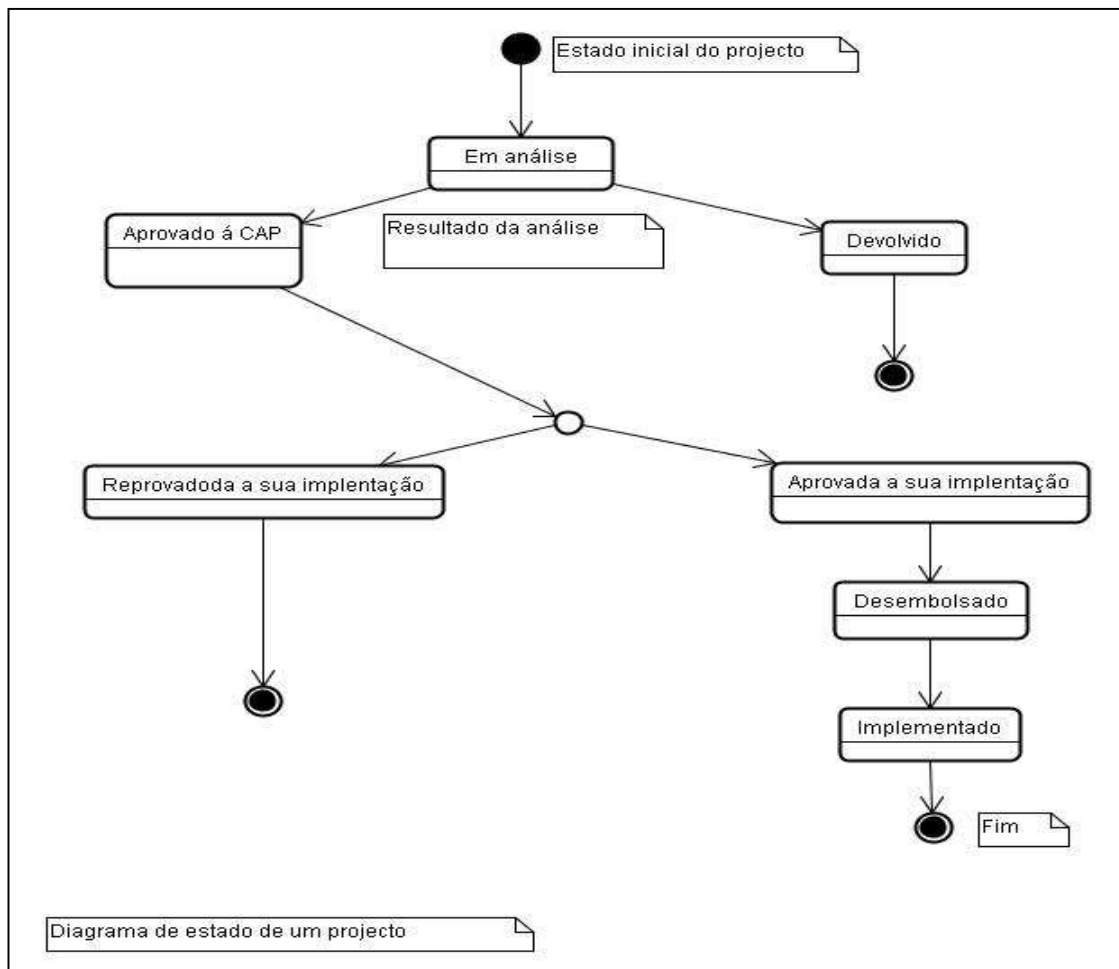 Estado inicial do projecto
Em análise
Aprovado á CAP
Resultado da análise
Devolvido
Reprovadoda a sua implentação
Aprovada a sua implentação
Desembolsado
Implementado
Fim
Diagrama de estado de um projecto